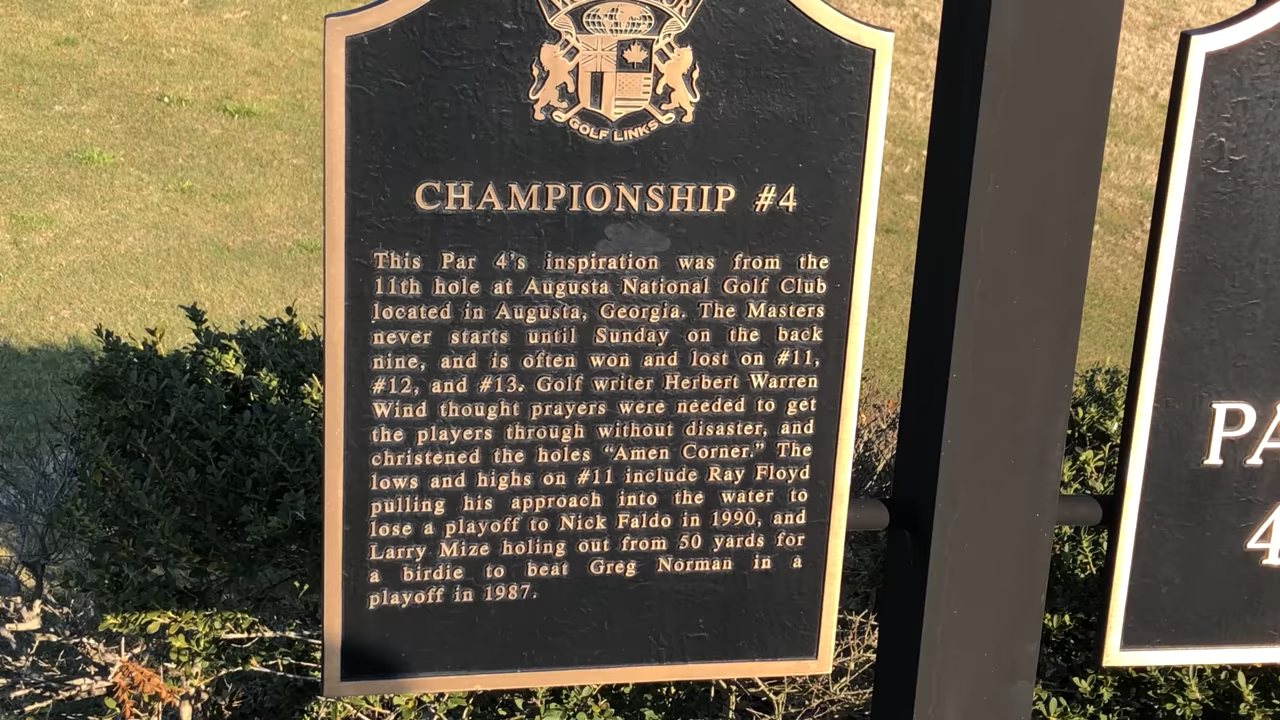 GOLF LINKS
CHAMPIONSHIP #4
This Par 4's inspiration was from the
11th hole at Augusta National Golf Club
located in Augusta, Georgia. The Masters
never starts until Sunday on the back
nine, and is often won and lost on #11,
#12, and #13. Golf writer Herbert Warren
Wind thought prayers were needed to get
the players through without disaster, and
christened the holes “Amen Corner.” The
lows and highs on #11 include Ray Floyd
pulling his approach into the water to
lose a playoff to Nick Faldo in 1990, and
Larry Mize holing out from 50 yards for
a birdie to beat Greg Norman in a
playoff in 1987.
PA
4